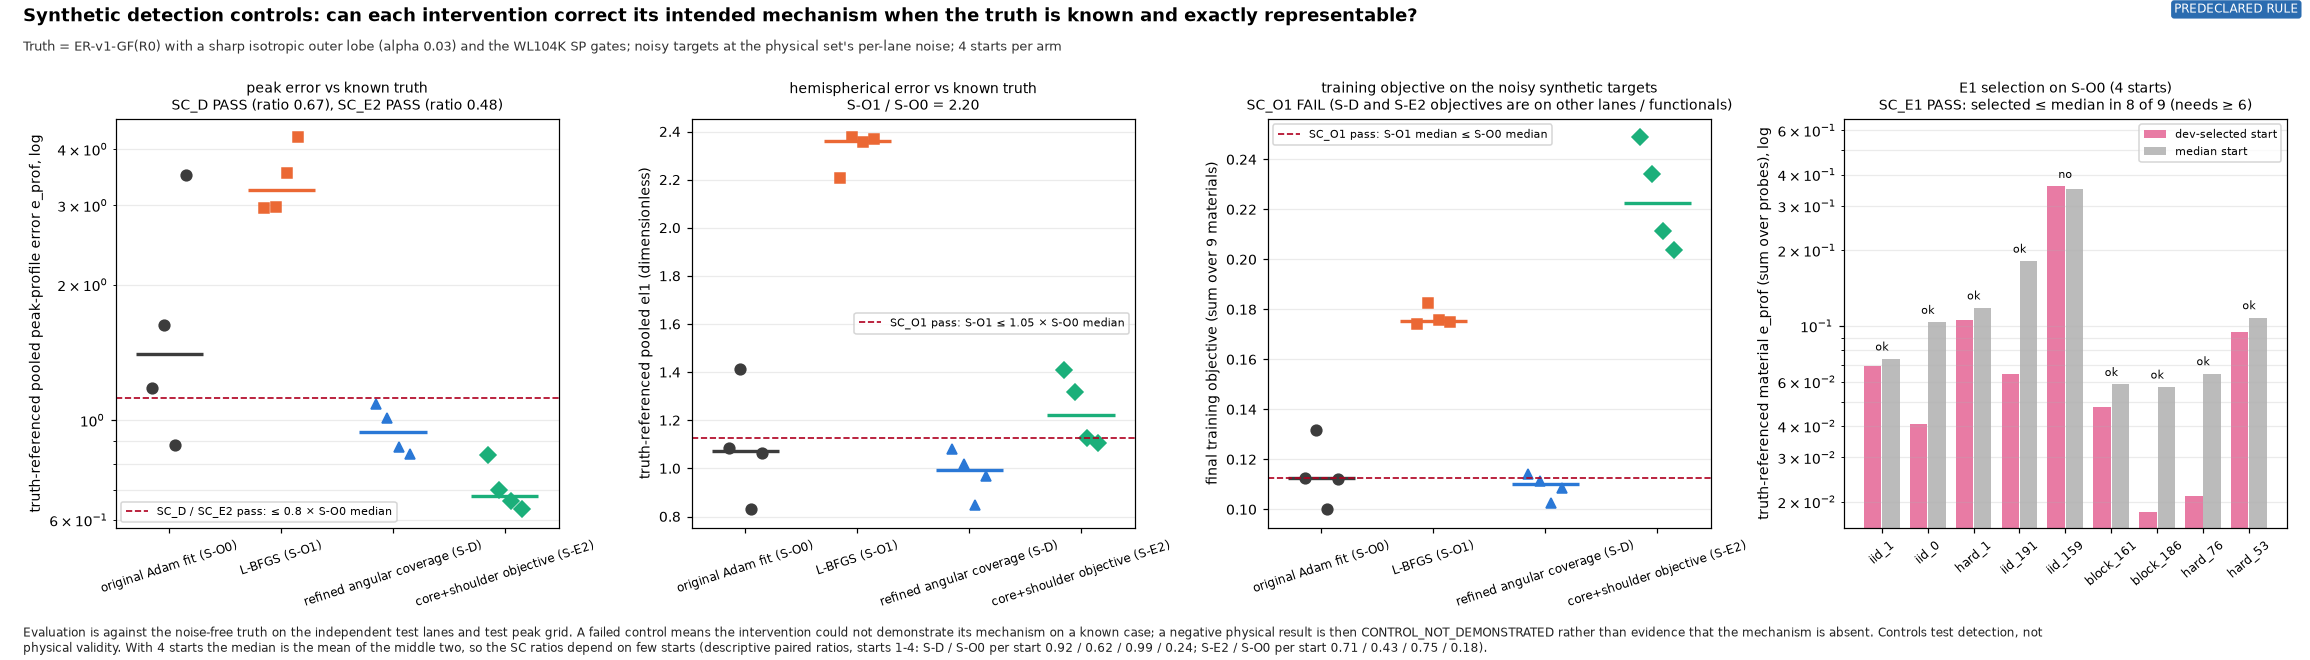 Synthetic detection controls: can each intervention correct its intended mechanism when the truth is known and exactly representable?
PREDECLARED RULE
Truth = ER-v1-GF(R0) with a sharp isotropic outer lobe (alpha 0.03) and the WL104K SP gates; noisy targets at the physical set's per-lane noise; 4 starts per arm
peak error vs known truth
SC_D PASS (ratio 0.67), SC_E2 PASS (ratio 0.48)
truth-referenced pooled peak-profile error e_prof, log
4 × 10⁰
3 × 10⁰
2 × 10⁰
10⁰
6 × 10⁻¹
SC_D / SC_E2 pass: ≤ 0.8 × S-O0 median
original Adam fit (S-O0)
L-BFGS (S-O1)
refined angular coverage (S-D)
core+shoulder objective (S-E2)
hemispherical error vs known truth
S-O1 / S-O0 = 2.20
truth-referenced pooled el1 (dimensionless)
2.4
2.2
2.0
1.8
1.6
1.4
1.2
1.0
0.8
SC_O1 pass: S-O1 ≤ 1.05 × S-O0 median
original Adam fit (S-O0)
L-BFGS (S-O1)
refined angular coverage (S-D)
core+shoulder objective (S-E2)
training objective on the noisy synthetic targets
SC_O1 FAIL (S-D and S-E2 objectives are on other lanes / functionals)
final training objective (sum over 9 materials)
SC_O1 pass: S-O1 median ≤ S-O0 median
0.24
0.22
0.20
0.18
0.16
0.14
0.12
0.10
original Adam fit (S-O0)
L-BFGS (S-O1)
refined angular coverage (S-D)
core+shoulder objective (S-E2)
E1 selection on S-O0 (4 starts)
SC_E1 PASS: selected ≤ median in 8 of 9 (needs ≥ 6)
truth-referenced material e_prof (sum over probes), log
dev-selected start
median start
6 × 10⁻¹
4 × 10⁻¹
3 × 10⁻¹
2 × 10⁻¹
10⁻¹
6 × 10⁻²
4 × 10⁻²
3 × 10⁻²
2 × 10⁻²
ok
ok
ok
ok
no
ok
ok
ok
ok
iid_1
iid_0
hard_1
iid_191
iid_159
block_161
block_186
hard_76
hard_53
Evaluation is against the noise-free truth on the independent test lanes and test peak grid. A failed control means the intervention could not demonstrate its mechanism on a known case; a negative physical result is then CONTROL_NOT_DEMONSTRATED rather than evidence that the mechanism is absent. Controls test detection, not
physical validity. With 4 starts the median is the mean of the middle two, so the SC ratios depend on few starts (descriptive paired ratios, starts 1-4: S-D / S-O0 per start 0.92 / 0.62 / 0.99 / 0.24; S-E2 / S-O0 per start 0.71 / 0.43 / 0.75 / 0.18).